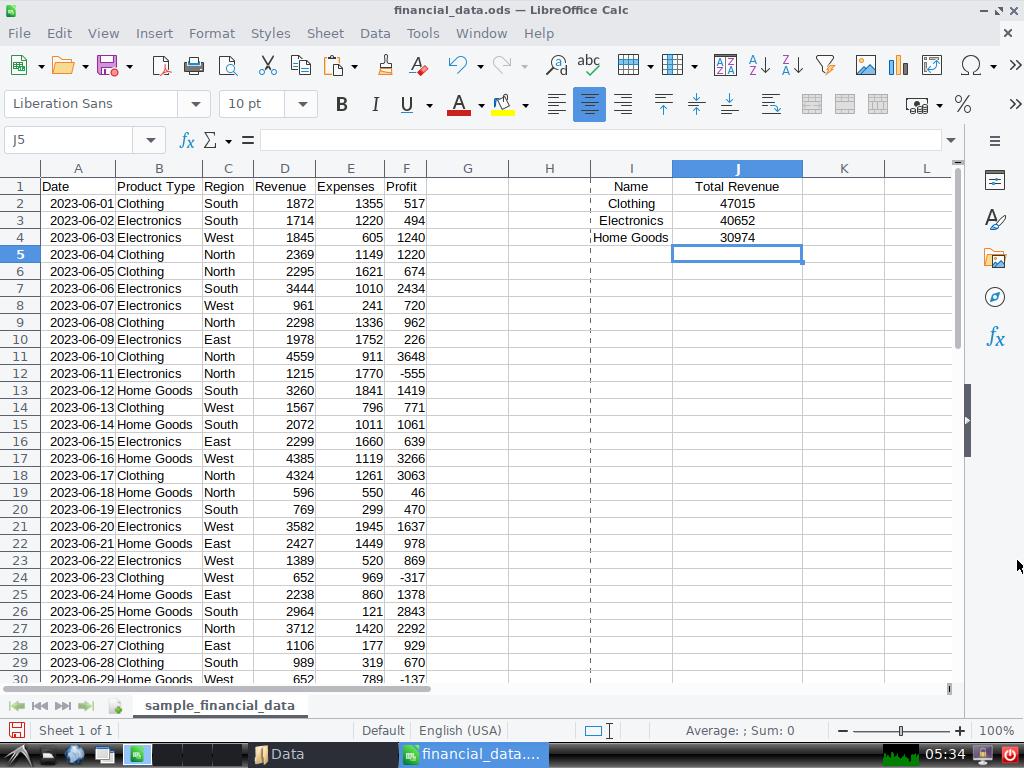 financial_data.ods — LibreOffice Calc
File Edit View Insert Format Styles Sheet Data Tools Window Help
abc
Liberation Sans 10 pt B I U A %
J5 fx Σ =
A B C D E F G H I J K L
1 Date Product Type Region Revenue Expenses Profit Name Total Revenue
2 2023-06-01 Clothing South 1872 1355 517 Clothing 47015
3 2023-06-02 Electronics South 1714 1220 494 Electronics 40652
4 2023-06-03 Electronics West 1845 605 1240 Home Goods 30974
5 2023-06-04 Clothing North 2369 1149 1220
6 2023-06-05 Clothing North 2295 1621 674
7 2023-06-06 Electronics South 3444 1010 2434
8 2023-06-07 Electronics West 961 241 720
9 2023-06-08 Clothing North 2298 1336 962
10 2023-06-09 Electronics East 1978 1752 226
11 2023-06-10 Clothing North 4559 911 3648
12 2023-06-11 Electronics North 1215 1770 -555
13 2023-06-12 Home Goods South 3260 1841 1419
14 2023-06-13 Clothing West 1567 796 771
15 2023-06-14 Home Goods South 2072 1011 1061
16 2023-06-15 Electronics East 2299 1660 639
17 2023-06-16 Home Goods West 4385 1119 3266
18 2023-06-17 Clothing North 4324 1261 3063
19 2023-06-18 Home Goods North 596 550 46
20 2023-06-19 Electronics South 769 299 470
21 2023-06-20 Electronics West 3582 1945 1637
22 2023-06-21 Home Goods East 2427 1449 978
23 2023-06-22 Electronics West 1389 520 869
24 2023-06-23 Clothing West 652 969 -317
25 2023-06-24 Home Goods East 2238 860 1378
26 2023-06-25 Home Goods South 2964 121 2843
27 2023-06-26 Electronics North 3712 1420 2292
28 2023-06-27 Clothing East 1106 177 929
29 2023-06-28 Clothing South 989 319 670
30 2023-06-29 Home Goods West 652 789 -137
sample_financial_data
Sheet 1 of 1 Default English (USA) Average: ; Sum: 0 100%
Data financial_data.... 05:34